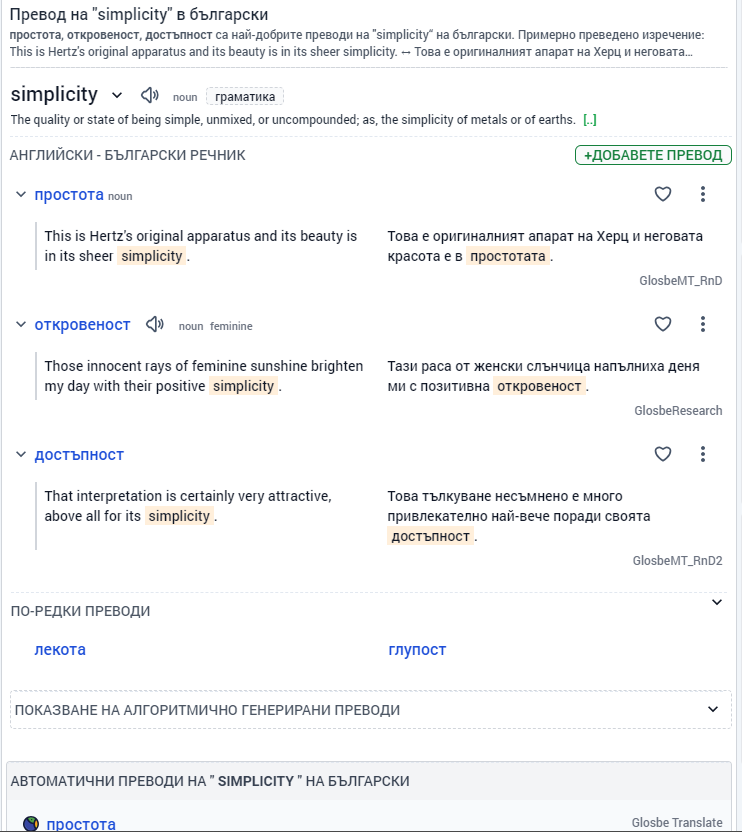 Превод на "simplicity" в български
простота, откровеност, достъпност са най-добрите преводи на "simplicity“ на български. Примерно преведено изречение:
This is Hertz's original apparatus and its beauty is in its sheer simplicity. ↔ Това е оригиналният апарат на Херц и неговата…
simplicity noun граматика
The quality or state of being simple, unmixed, or uncompounded; as, the simplicity of metals or of earths. [..]
АНГЛИЙСКИ - БЪЛГАРСКИ РЕЧНИК +ДОБАВЕТЕ ПРЕВОД
простота noun
This is Hertz's original apparatus and its beauty is
in its sheer simplicity .
Това е оригиналният апарат на Херц и неговата
красота е в простотата .
GlosbeMT_RnD
откровеност noun feminine
Those innocent rays of feminine sunshine brighten
my day with their positive simplicity .
Тази раса от женски слънчица напълниха деня
ми с позитивна откровеност .
GlosbeResearch
достъпност
That interpretation is certainly very attractive,
above all for its simplicity .
Това тълкуване несъмнено е много
привлекателно най-вече поради своята
достъпност .
GlosbeMT_RnD2
ПО-РЕДКИ ПРЕВОДИ
лекота глупост
ПОКАЗВАНЕ НА АЛГОРИТМИЧНО ГЕНЕРИРАНИ ПРЕВОДИ
АВТОМАТИЧНИ ПРЕВОДИ НА " SIMPLICITY " НА БЪЛГАРСКИ
простота Glosbe Translate